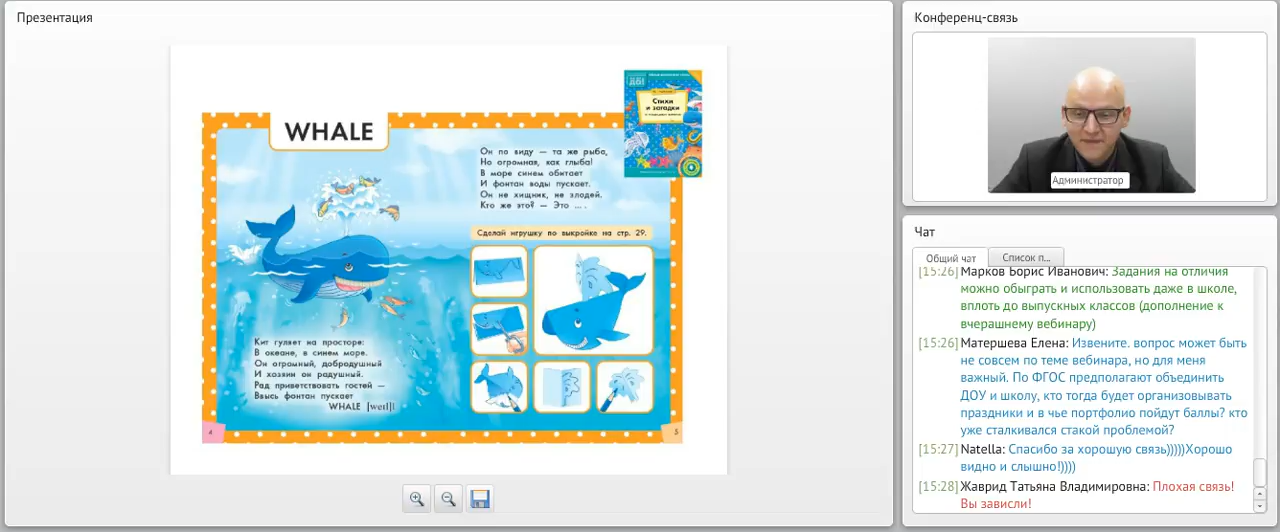 Презентация
WHALE
Стихи
и загадки
Он по виду — та же рыба,
Но огромная, как глыба!
В море синем обитает
И фонтан воды пускает.
Он не хищник, не злодей.
Кто же это? — Это ... .
Сделай игрушку по выкройке на стр. 29.
Кит гуляет на просторе:
В океане, в синем море.
Он огромный, добродушный
И хозяин он радушный.
Рад приветствовать гостей —
Ввысь фонтан пускает
WHALE [weıl]!
4
5
Конференц-связь
Администратор
Чат
Общий чат
Список п...
[15:26] Марков Борис Иванович: Задания на отличия
можно обыграть и использовать даже в школе,
вплоть до выпускных классов (дополнение к
вчерашнему вебинару)
[15:26] Матершева Елена: Извените. вопрос может быть
не совсем по теме вебинара, но для меня
важный. По ФГОС предполагают объединить
ДОУ и школу, кто тогда будет организовывать
праздники и в чье портфолио пойдут баллы? кто
уже сталкивался стакой проблемой?
[15:27] Natella: Спасибо за хорошую связь)))))Хорошо
видно и слышно!))))
[15:28] Жаврид Татьяна Владимировна: Плохая связь!
Вы зависли!